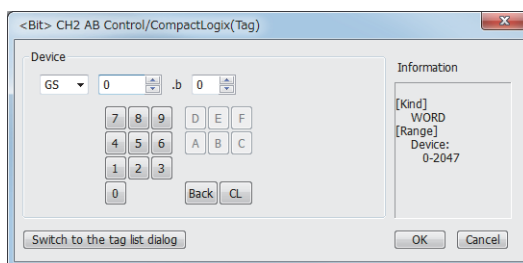 <Bit> CH2 AB Control/CompactLogix(Tag)
Device
GS 0 .b 0
7 8 9 D E F
4 5 6 A B C
1 2 3
0 Back CL
Information
[Kind]
WORD
[Range]
Device:
0-2047
Switch to the tag list dialog
OK Cancel